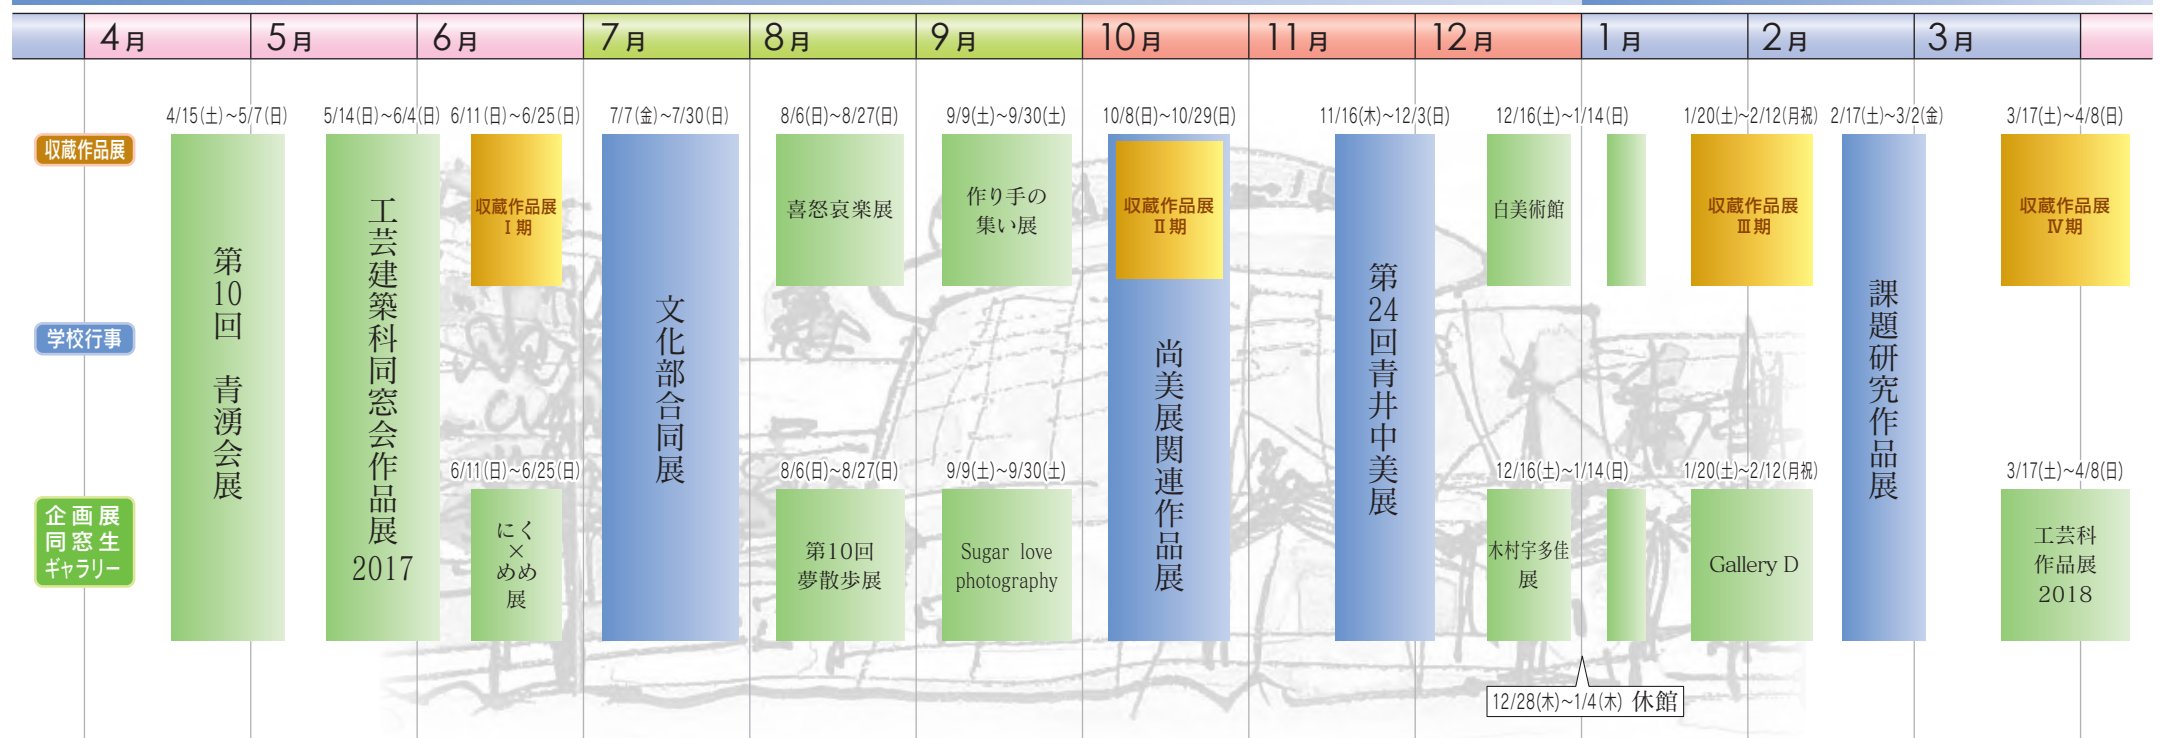 4月 5月 6月 7月 8月 9月 10月 11月 12月 1月 2月 3月
収蔵作品展
学校行事
企画展
同窓生
ギャラリー
4/15(土)~5/7(日)
第10回 青湧会展
5/14(日)~6/4(日)
工芸建築科同窓会作品展
2017
6/11(日)~6/25(日)
収蔵作品展
Ⅰ期
6/11(日)~6/25(日)
にく
×
めめ
展
7/7(金)~7/30(日)
文化部合同展
8/6(日)~8/27(日)
喜怒哀楽展
8/6(日)~8/27(日)
第10回
夢散歩展
9/9(土)~9/30(土)
作り手の
集い展
9/9(土)~9/30(土)
Sugar love
photography
10/8(日)~10/29(日)
収蔵作品展
Ⅱ期
尚美展関連作品展
11/16(木)~12/3(日)
第24回青井中美展
12/16(土)~1/14(日)
白美術館
12/16(土)~1/14(日)
木村宇多佳
展
12/28(木)~1/4(木) 休館
1/20(土)~2/12(月祝)
収蔵作品展
Ⅲ期
1/20(土)~2/12(月祝)
Gallery D
2/17(土)~3/2(金)
課題研究作品展
3/17(土)~4/8(日)
収蔵作品展
Ⅳ期
3/17(土)~4/8(日)
工芸科
作品展
2018